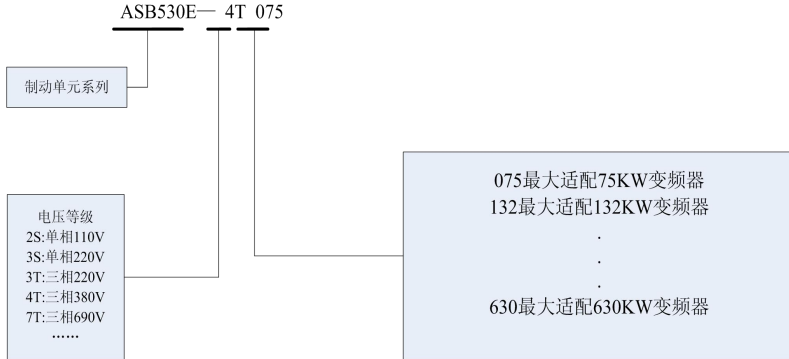 ASB530E— 4T 075
制动单元系列
电压等级
2S:单相110V
3S:单相220V
3T:三相220V
4T:三相380V
7T:三相690V
······
075最大适配75KW变频器
132最大适配132KW变频器
.
.
.
630最大适配630KW变频器